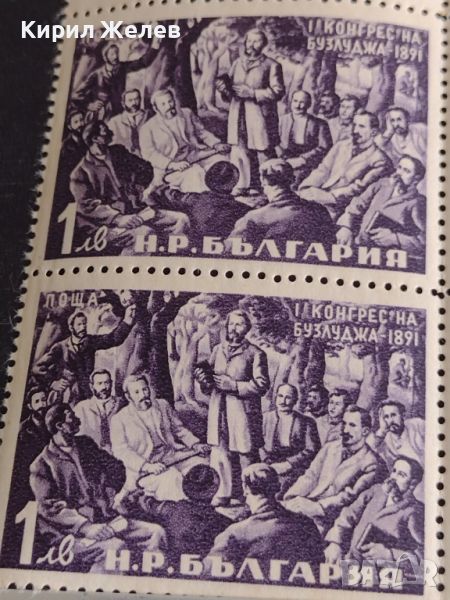 Кирил Желев
I КОНГРЕС НА
БУЗЛУДЖА-1891
1 лв
Н.Р.БЪЛГАРИЯ
ПОЩА
I КОНГРЕС НА
БУЗЛУДЖА-1891
1 лв
Н.Р.БЪЛГАРИЯ